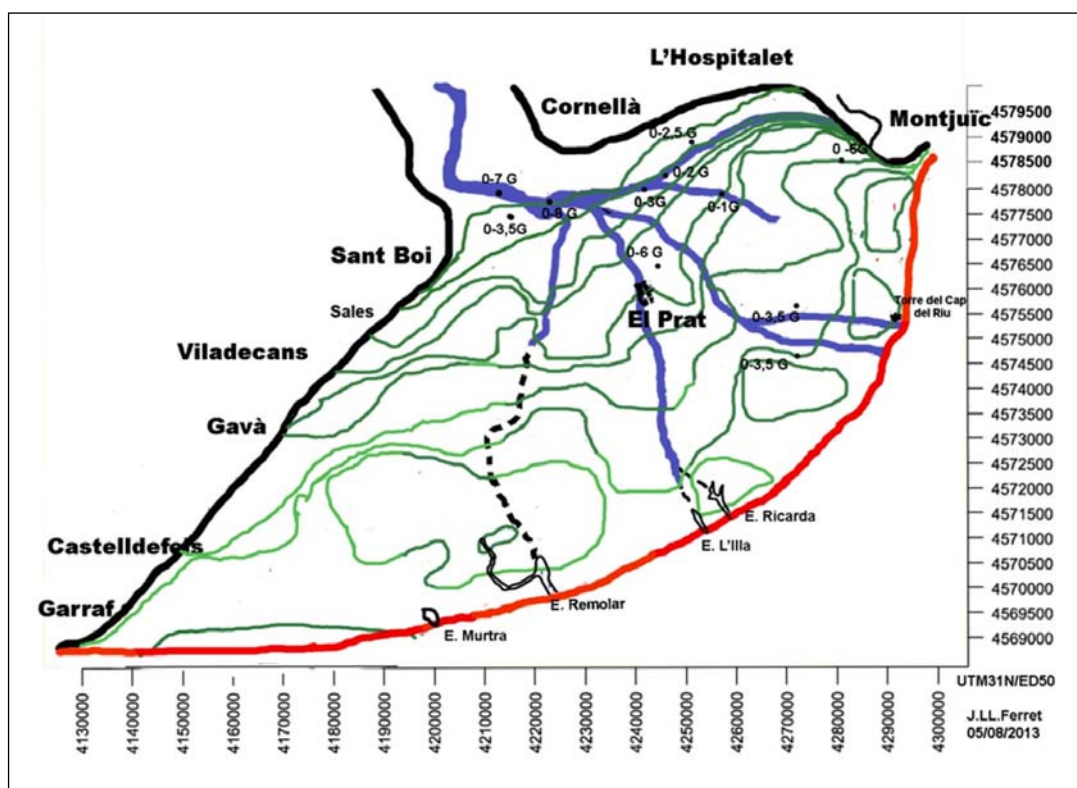 L'Hospitalet
Cornellà
Montjuïc
0-2,5 G
0 -6G
0-7 G
0-2 G
0-3G
0-1G
0-8 G
0-3,5G
Sant Boi
0-6 G
Sales
El Prat
0-3,5 G
Torre del Cap
del Riu
Viladecans
0-3,5 G
Gavà
E. Ricarda
E. L'Illa
Castelldefels
Garraf
E. Remolar
E. Murtra
4579500
4579000
4578500
4578000
4577500
4577000
4576500
4576000
4575500
4575000
4574500
4574000
4573500
4573000
4572500
4572000
4571500
4571000
4570500
4570000
4569500
4569000
UTM31N/ED50
4130000
4140000
4150000
4160000
4170000
4180000
4190000
4200000
4210000
4220000
4230000
4240000
4250000
4260000
4270000
4280000
4290000
4300000
J.LL.Ferret
05/08/2013